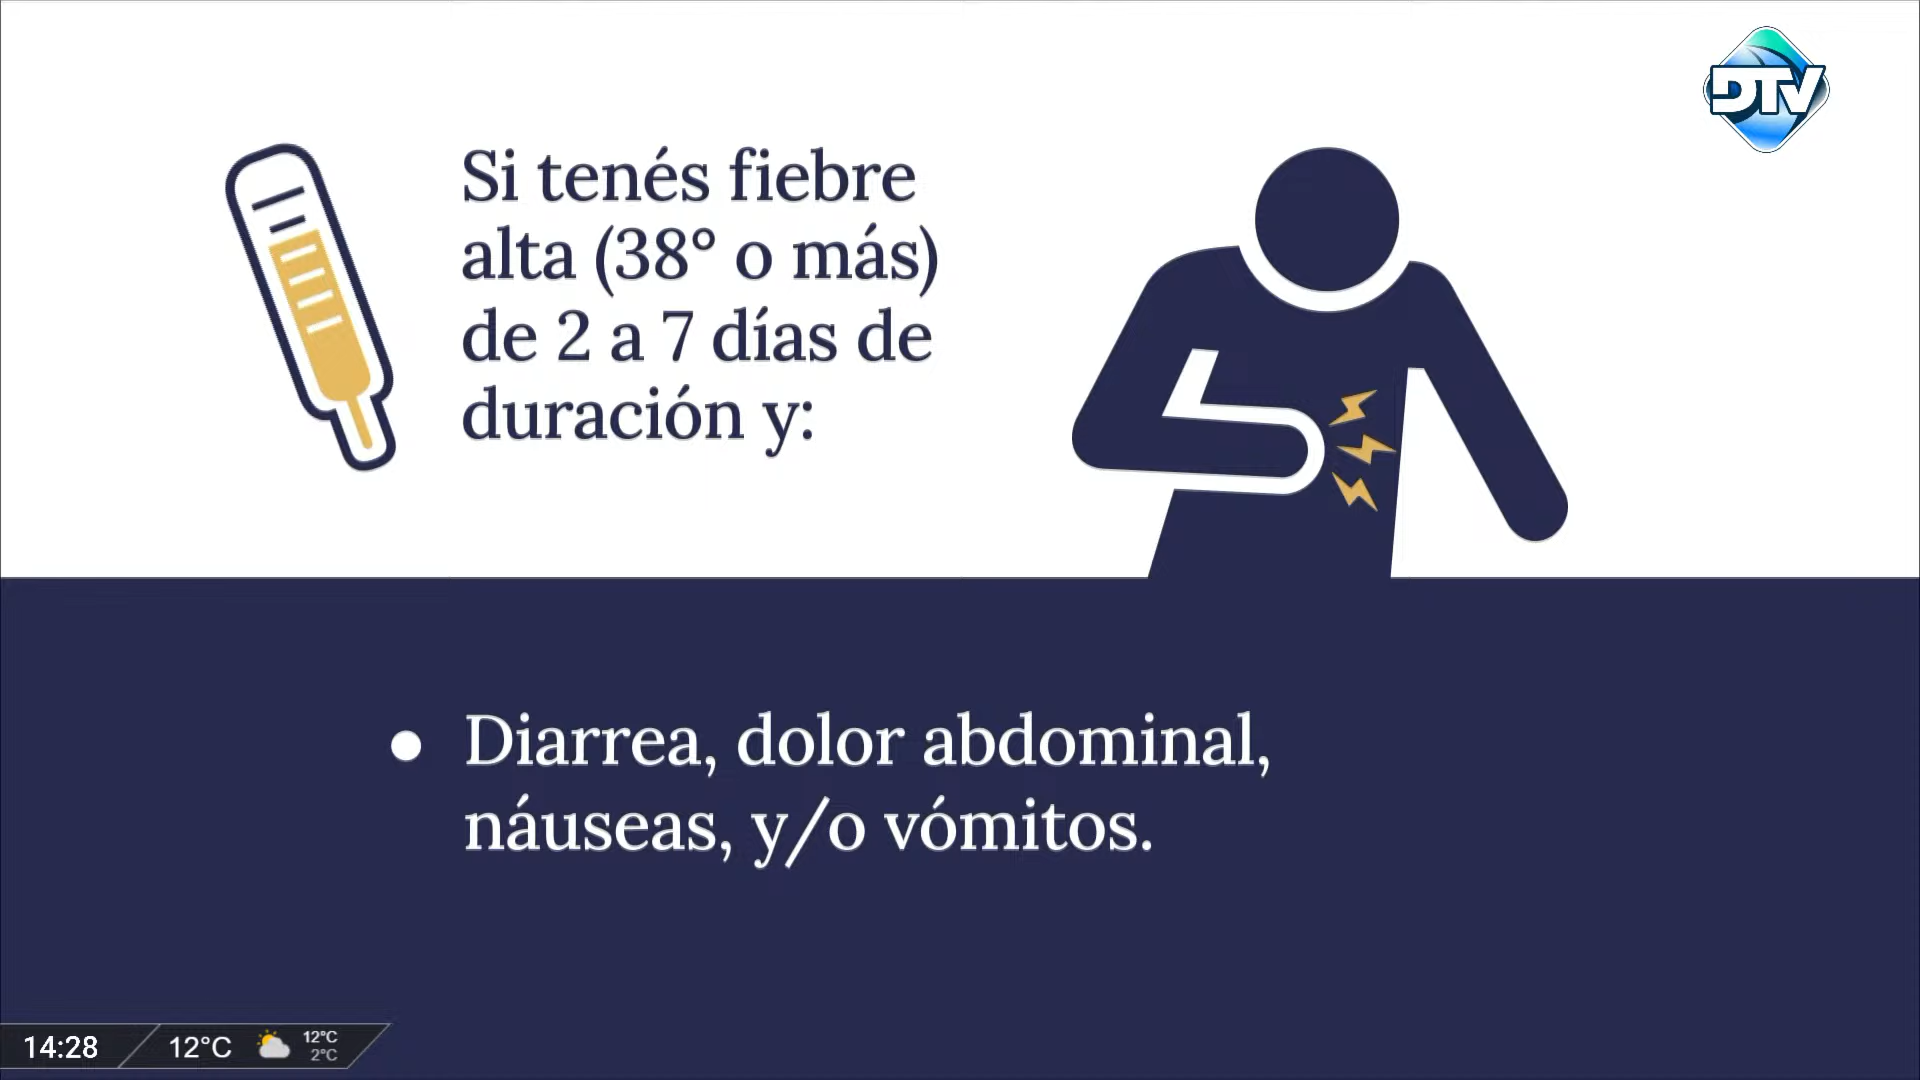 DTV
Si tenés fiebre
alta (38° o más)
de 2 a 7 días de
duración y:
● Diarrea, dolor abdominal,
náuseas, y/o vómitos.
14:28
12°C
12°C
2°C